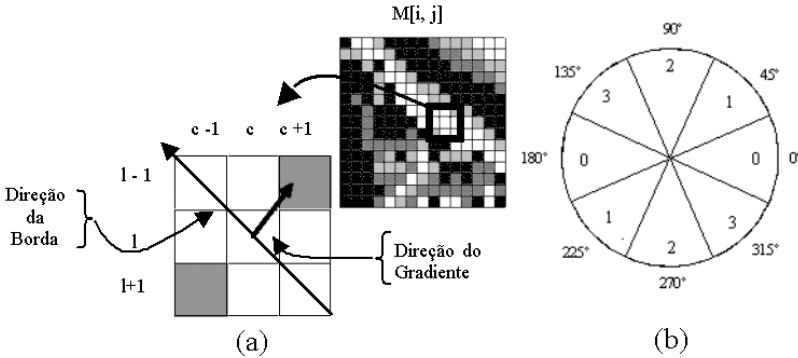 M[i, j]
c -1 c c +1
l - 1
l
l+1
Direção
da
Borda
Direção do
Gradiente
(a)
90°
135°
45°
180°
0°
225°
315°
270°
2
3
1
0
0
1
3
2
(b)